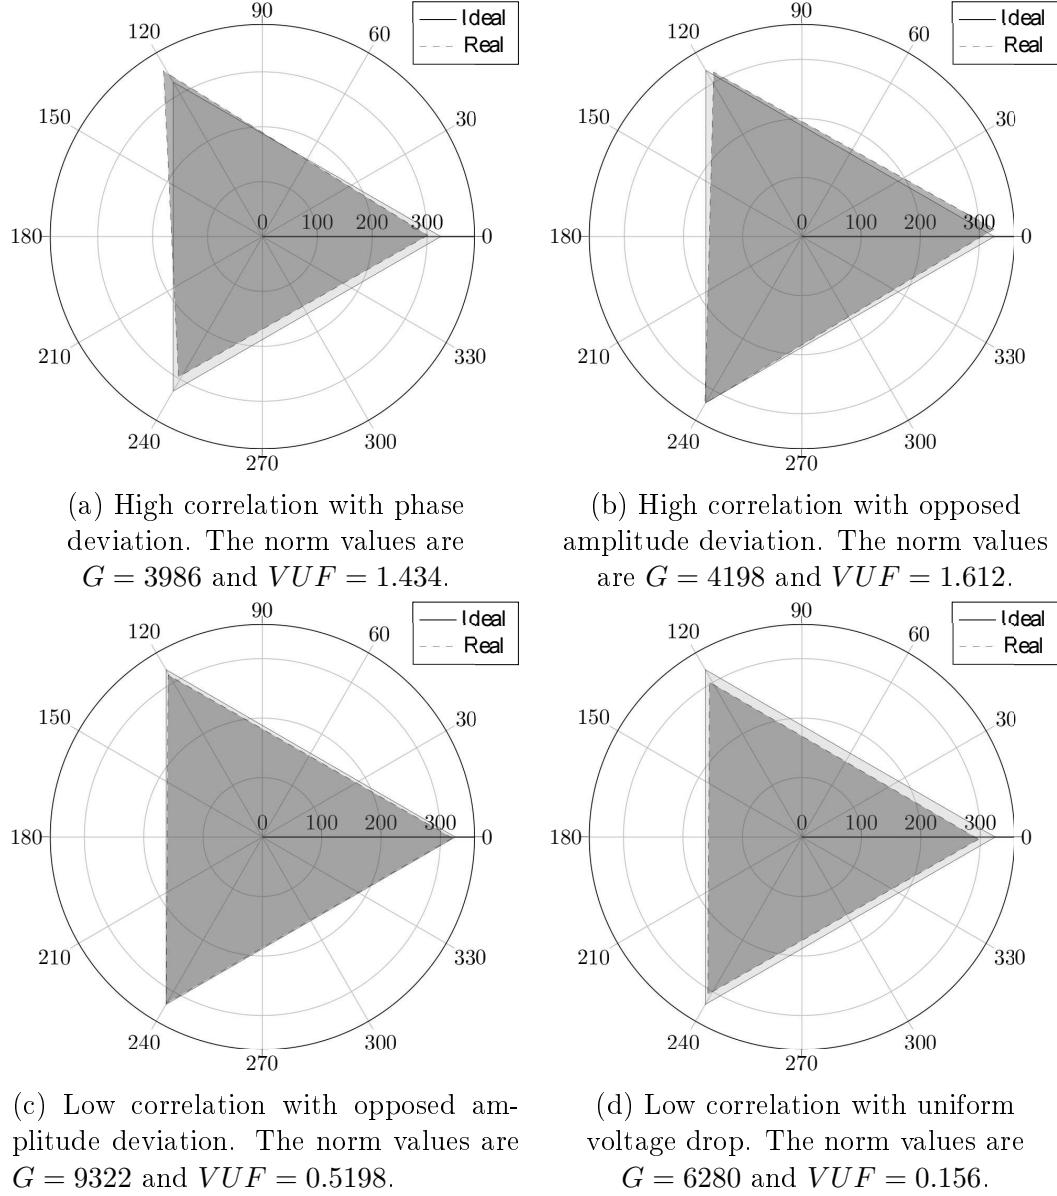 90
120
60
Ideal
Real
150
30
180
0 100 200 300
0
210
330
240
300
270
(a) High correlation with phase
deviation. The norm values are
G = 3986 and VUF = 1.434.
90
120
60
Ideal
Real
150
30
180
0 100 200 300
0
210
330
240
300
270
(b) High correlation with opposed
amplitude deviation. The norm values
are G = 4198 and VUF = 1.612.
90
120
60
Ideal
Real
150
30
180
0 100 200 300
0
210
330
240
300
270
(c) Low correlation with opposed am-
plitude deviation. The norm values are
G = 9322 and VUF = 0.5198.
90
120
60
Ideal
Real
150
30
180
0 100 200 300
0
210
330
240
300
270
(d) Low correlation with uniform
voltage drop. The norm values are
G = 6280 and VUF = 0.156.